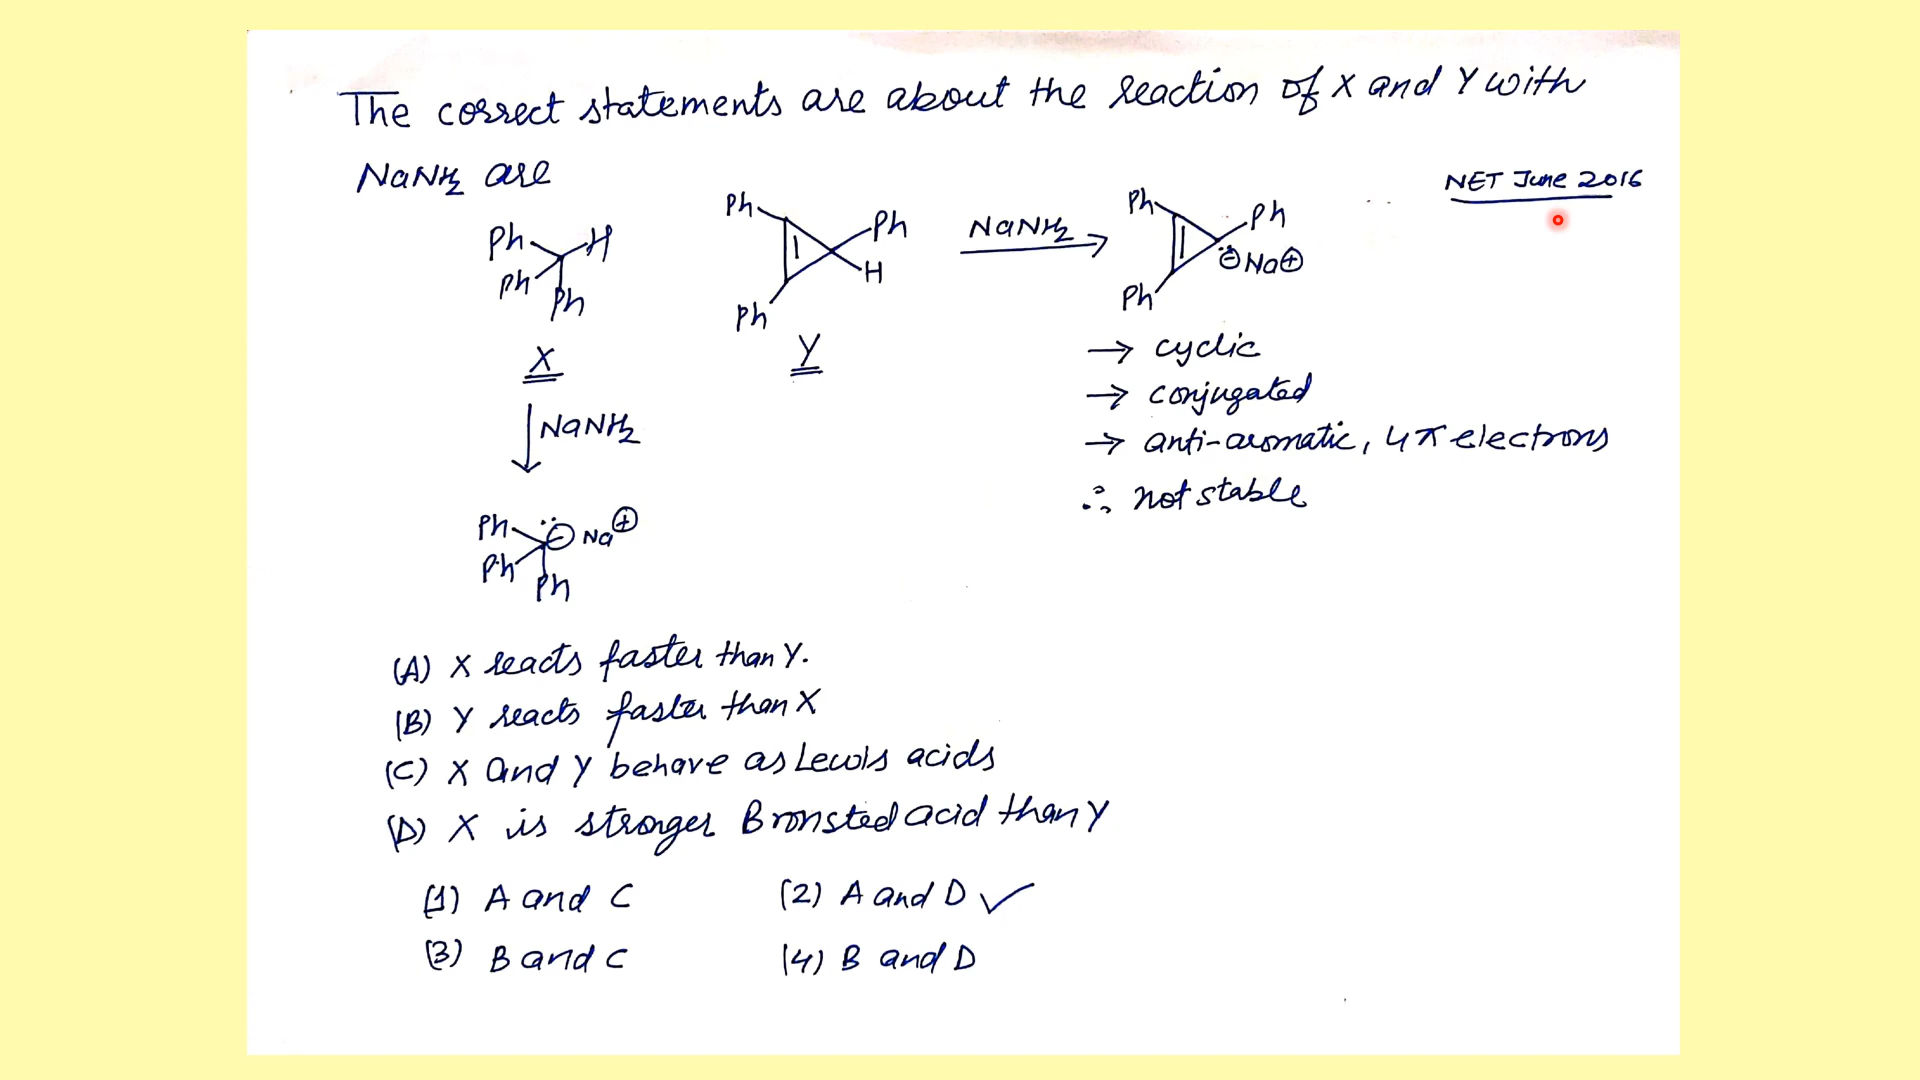 The correct statements are about the reaction of X and Y with
NaNH2 are
NET June 2016
Ph
H
Ph
Ph
X
Ph
Ph
H
Ph
Y
NaNH2
Ph
Ph
⊖ Na⊕
Ph
→ cyclic
→ conjugated
→ anti-aromatic, 4π electrons
∴ not stable
NaNH2
Ph
⊖ Na⊕
Ph
Ph
(A) X reacts faster than Y.
(B) Y reacts faster than X
(C) X and Y behave as Lewis acids
(D) X is stronger Bronsted acid than Y
(1) A and C
(2) A and D ✓
(3) B and C
(4) B and D